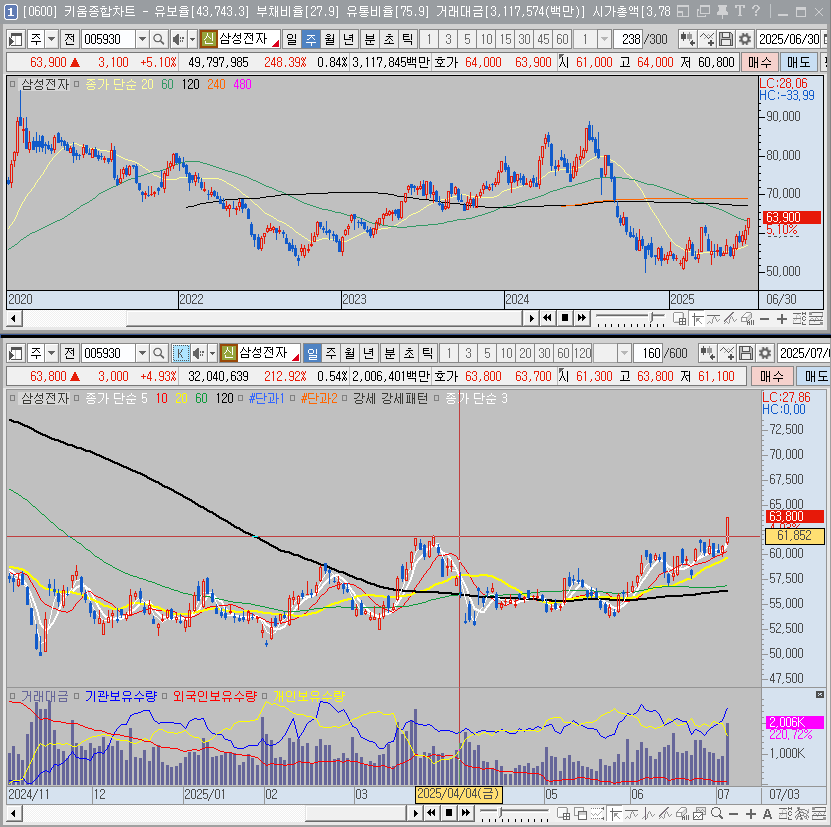 1 [0600] 키움종합차트 - 유보율[43,743.3] 부채비율[27.9] 유통비율[75.9] 거래대금[3,117,574(백만)] 시가총액[3,78
주 전 005930 신 삼성전자 일 주 월 년 분 초 틱 1 3 5 10 15 30 45 60 1 238 /300 2025/06/30
63,900 ▲ 3,100 +5.10% 49,797,985 248.39% 0.84% 3,117,845백만 호가 64,000 63,900 시 61,000 고 64,000 저 60,800 매수 매도
삼성전자 종가 단순 20 60 120 240 480
LC:28,06
HC:-33,99
90,000
80,000
70,000
63,900
5,10%
50,000
2020 2022 2023 2024 2025 06/30
주 전 005930 K 신 삼성전자 일 주 월 년 분 초 틱 1 3 5 10 20 30 60 120 160 /600 2025/07/0
63,800 ▲ 3,000 +4.93% 32,040,639 212.92% 0.54% 2,006,401백만 호가 63,800 63,700 시 61,300 고 63,800 저 61,100 매수 매도
삼성전자 종가 단순 5 10 20 60 120 #단과1 #단과2 강세 강세패턴 종가 단순 3
LC:27,86
HC:0,00
72,500
70,000
67,500
65,000
63,800
61,852
60,000
57,500
55,000
52,500
50,000
47,500
거래대금 기관보유수량 외국인보유수량 개인보유수량
2,006K
220,72%
1,000K
2024/11 12 2025/01 02 03 2025/04/04(금) 05 06 07 07/03